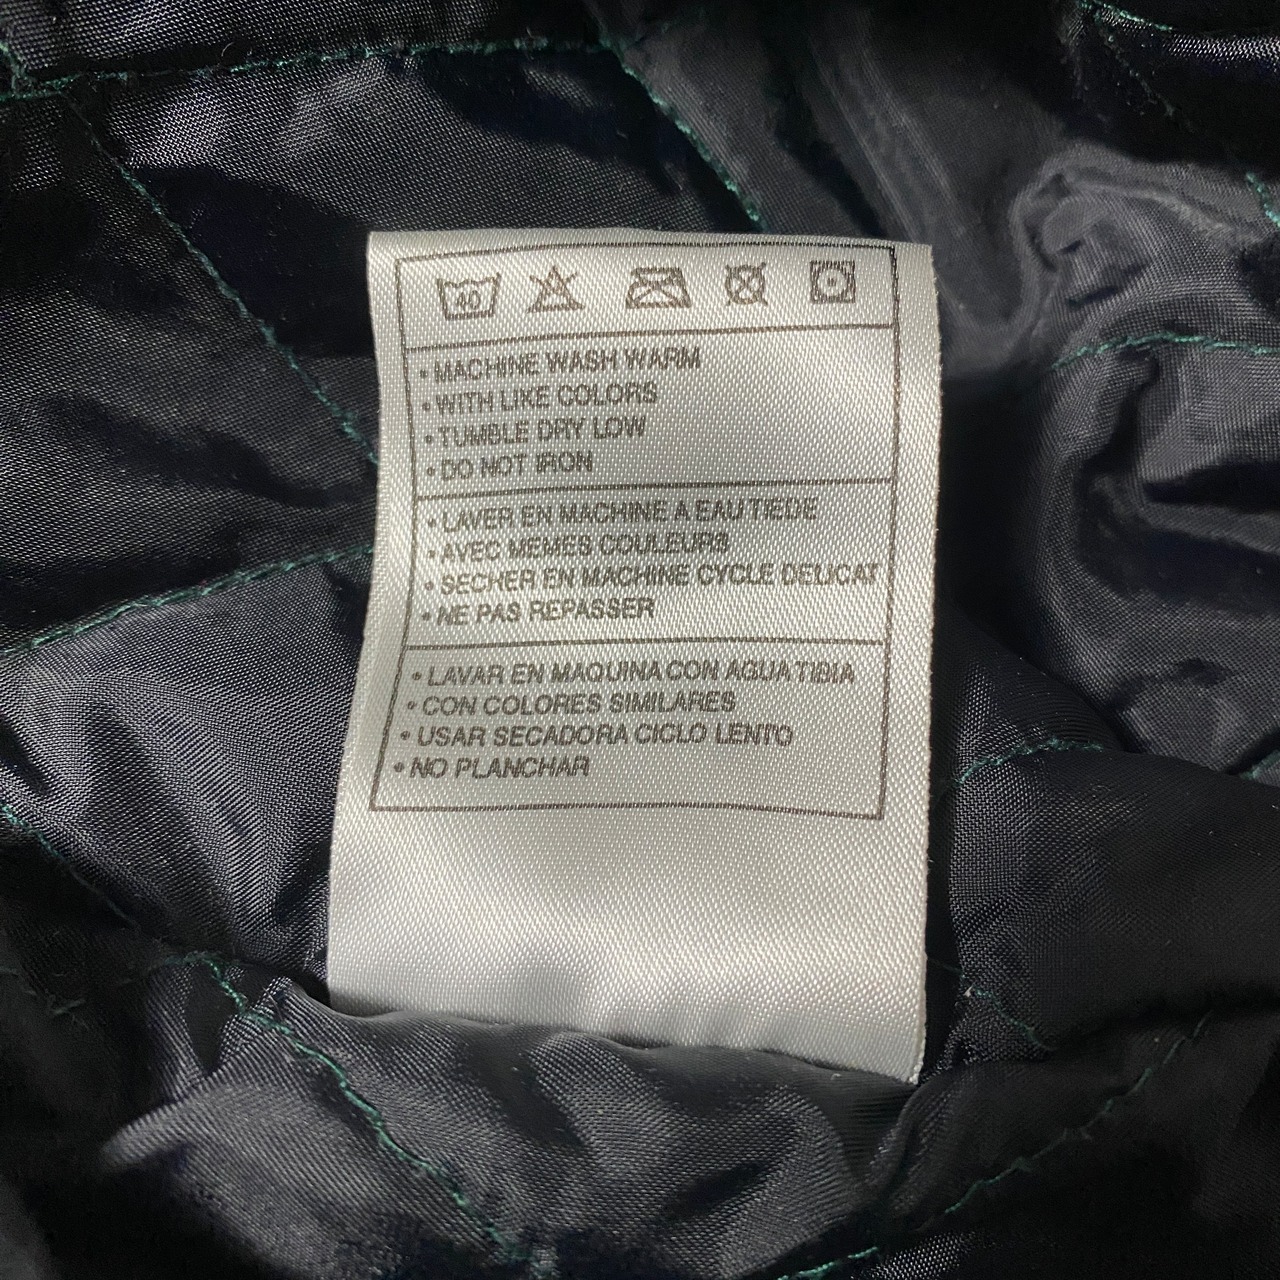 40
• MACHINE WASH WARM
• WITH LIKE COLORS
• TUMBLE DRY LOW
• DO NOT IRON
• LAVER EN MACHINE A EAU TIEDE
• AVEC MEMES COULEURS
• SECHER EN MACHINE CYCLE DELICAT
• NE PAS REPASSER
• LAVAR EN MAQUINA CON AGUA TIBIA
• CON COLORES SIMILARES
• USAR SECADORA CICLO LENTO
• NO PLANCHAR